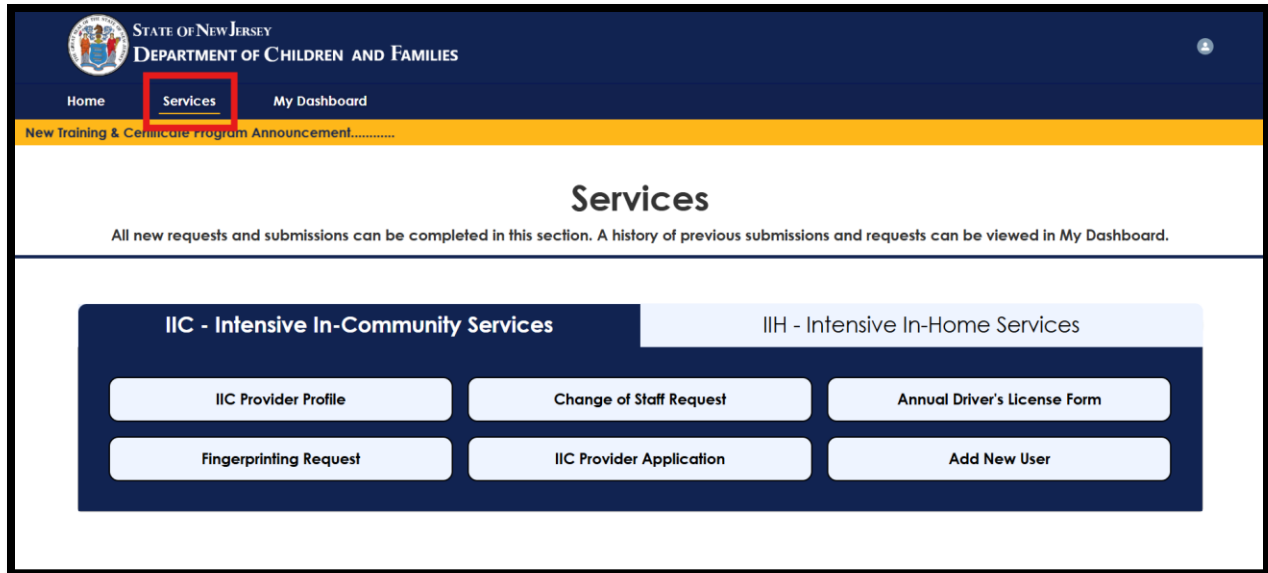 STATE OF NEW JERSEY
DEPARTMENT OF CHILDREN AND FAMILIES
Home Services My Dashboard
New Training & Certificate Program Announcement............
Services
All new requests and submissions can be completed in this section. A history of previous submissions and requests can be viewed in My Dashboard.
IIC - Intensive In-Community Services IIH - Intensive In-Home Services
IIC Provider Profile Change of Staff Request Annual Driver's License Form
Fingerprinting Request IIC Provider Application Add New User